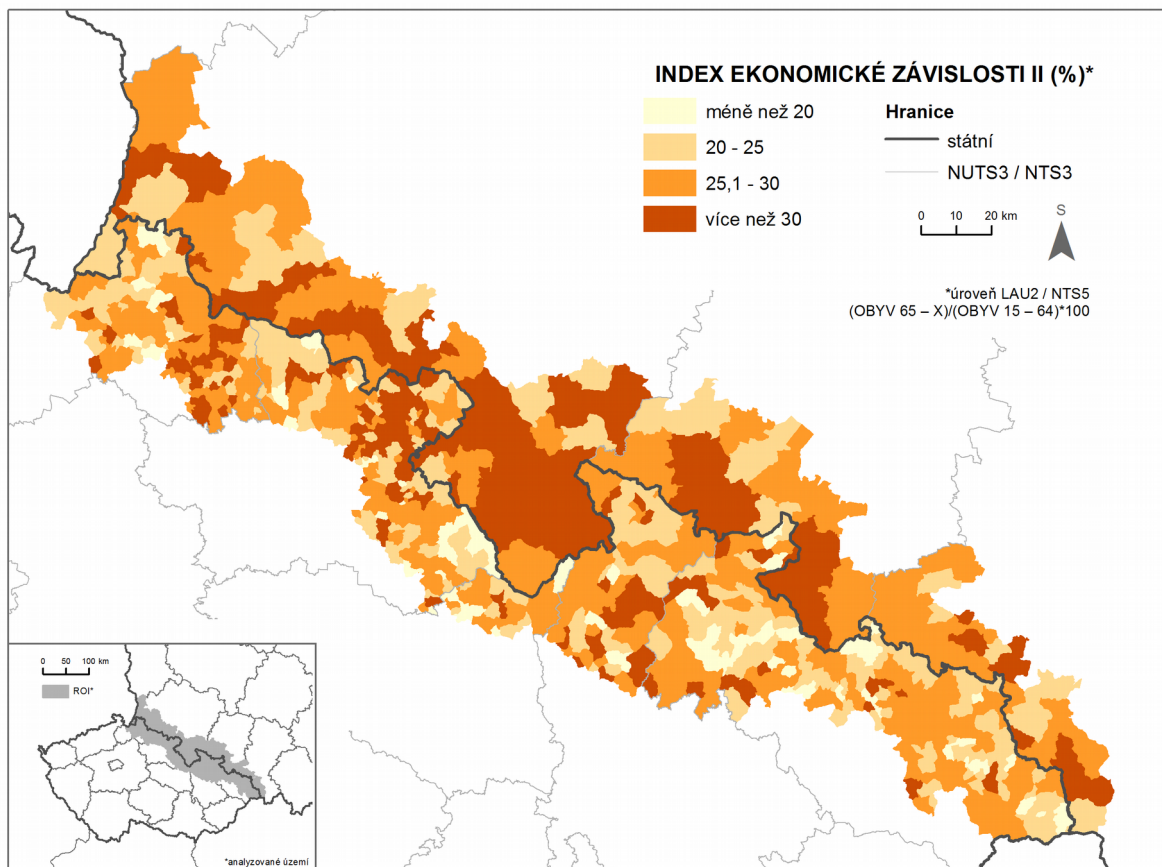 INDEX EKONOMICKÉ ZÁVISLOSTI II (%)*
méně než 20
20 - 25
25,1 - 30
více než 30
Hranice
státní
NUTS3 / NTS3
0 10 20 km
S
*úroveň LAU2 / NTS5
(OBYV 65 – X)/(OBYV 15 – 64)*100
0 50 100 km
ROI*
*analyzované území